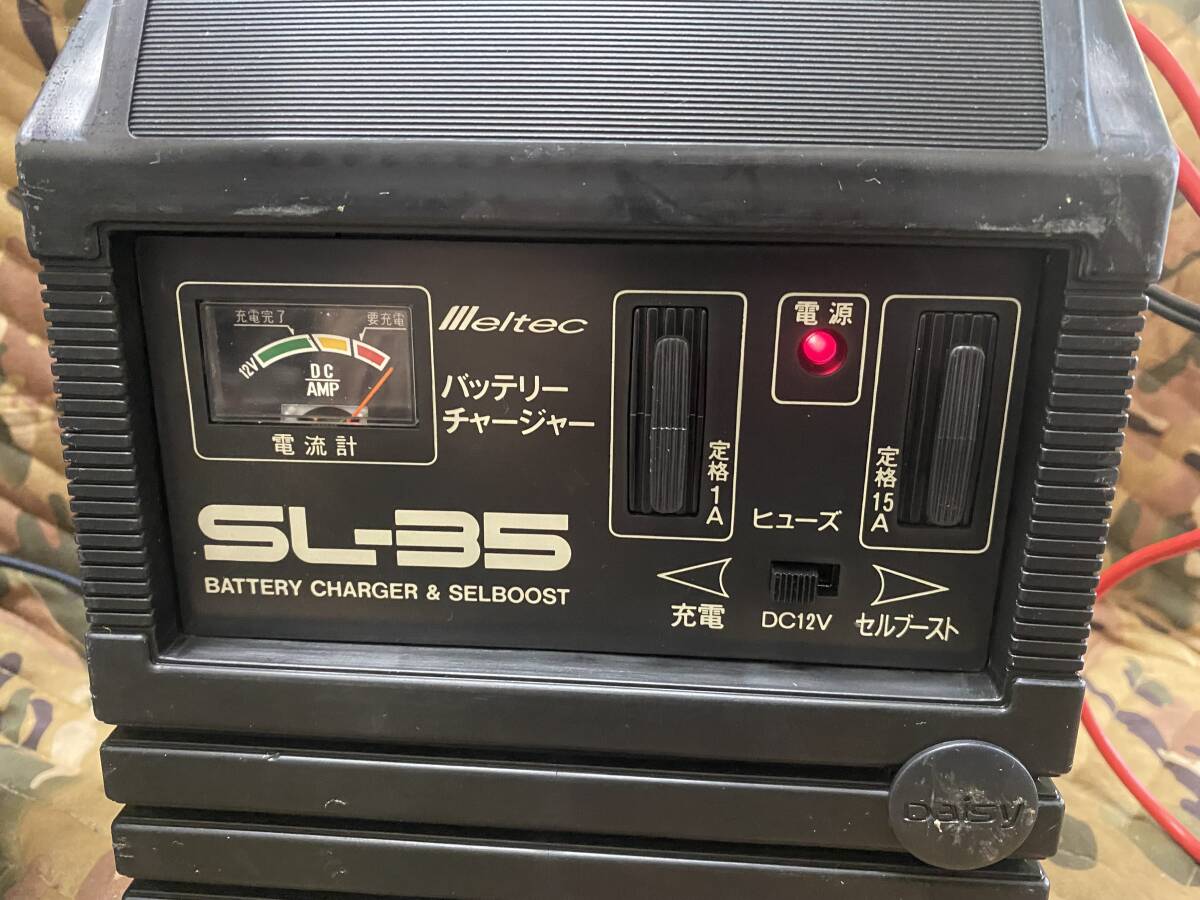 充電完了
要充電
12V
DC
AMP
電流計
Meltec
バッテリー
チャージャー
SL-35
BATTERY CHARGER & SELBOOST
定格1A
電源
定格15A
ヒューズ
充電
DC12V
セルブースト
Daisy